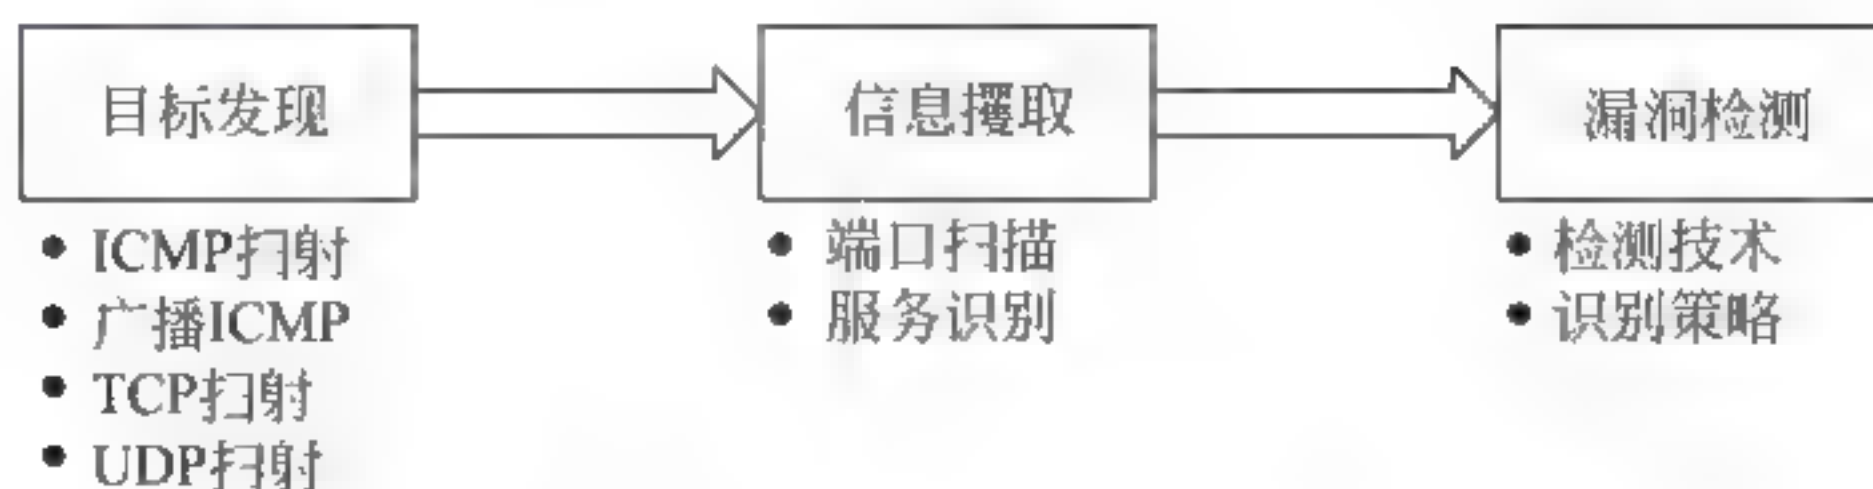 目标发现
ICMP扫射
广播ICMP
TCP扫射
UDP扫射
信息攫取
端口扫描
服务识别
漏洞检测
检测技术
识别策略